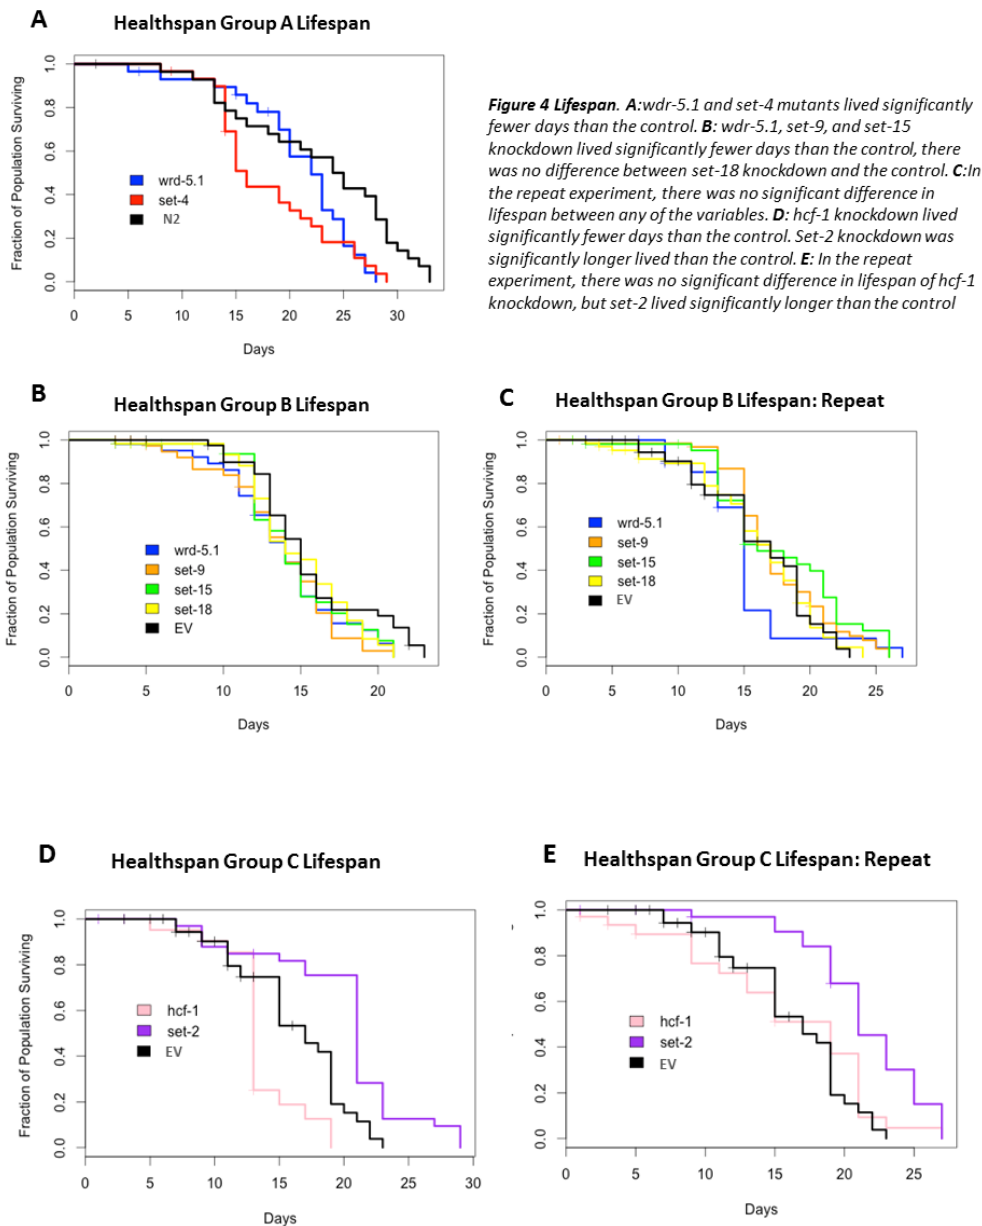 A
Healthspan Group A Lifespan
Fraction of Population Surviving
1.0
0.8
0.6
0.4
0.2
0.0
wrd-5.1
set-4
N2
0 5 10 15 20 25 30
Days
Figure 4 Lifespan. A:wdr-5.1 and set-4 mutants lived significantly
fewer days than the control. B: wdr-5.1, set-9, and set-15
knockdown lived significantly fewer days than the control, there
was no difference between set-18 knockdown and the control. C:In
the repeat experiment, there was no significant difference in
lifespan between any of the variables. D: hcf-1 knockdown lived
significantly fewer days than the control. Set-2 knockdown was
significantly longer lived than the control. E: In the repeat
experiment, there was no significant difference in lifespan of hcf-1
knockdown, but set-2 lived significantly longer than the control
B
Healthspan Group B Lifespan
Fraction of Population Surviving
1.0
0.8
0.6
0.4
0.2
0.0
wrd-5.1
set-9
set-15
set-18
EV
0 5 10 15 20
Days
C
Healthspan Group B Lifespan: Repeat
Fraction of Population Surviving
1.0
0.8
0.6
0.4
0.2
0.0
wrd-5.1
set-9
set-15
set-18
EV
0 5 10 15 20 25
Days
D
Healthspan Group C Lifespan
Fraction of Population Surviving
1.0
0.8
0.6
0.4
0.2
0.0
hcf-1
set-2
EV
0 5 10 15 20 25 30
Days
E
Healthspan Group C Lifespan: Repeat
1.0
0.8
0.6
0.4
0.2
0.0
hcf-1
set-2
EV
0 5 10 15 20 25
Days